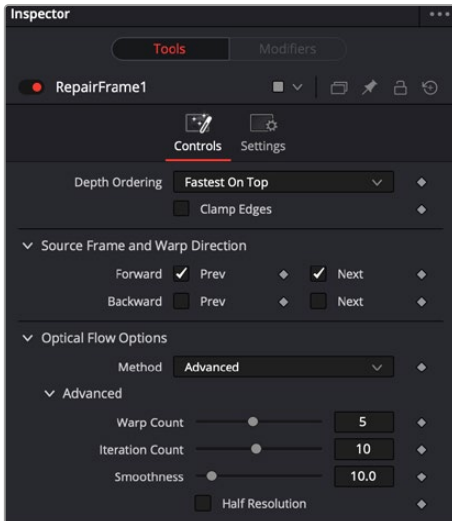 Inspector
Tools Modifiers
RepairFrame1
Controls Settings
Depth Ordering Fastest On Top
Clamp Edges
Source Frame and Warp Direction
Forward Prev Next
Backward Prev Next
Optical Flow Options
Method Advanced
Advanced
Warp Count 5
Iteration Count 10
Smoothness 10.0
Half Resolution